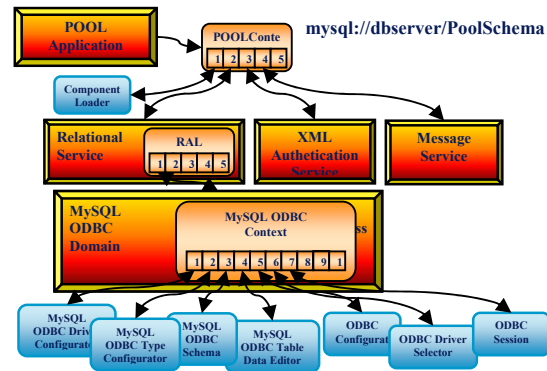 POOL
Application
POOLConte
1 2 3 4 5
mysql://dbserver/PoolSchema
Component
Loader
Relational
Service
RAL
1 2 3 4 5
XML
Authetication
Service
Message
Service
MySQL
ODBC
Domain
ss
MySQL ODBC
Context
1 2 3 4 5 6 7 8 9 1
MySQL
ODBC Driv
Configurato
MySQL
ODBC Type
Configurator
MySQL
ODBC
Schema
MySQL
ODBC Table
Data Editor
ODBC
Configurat
ODBC Driver
Selector
ODBC
Session